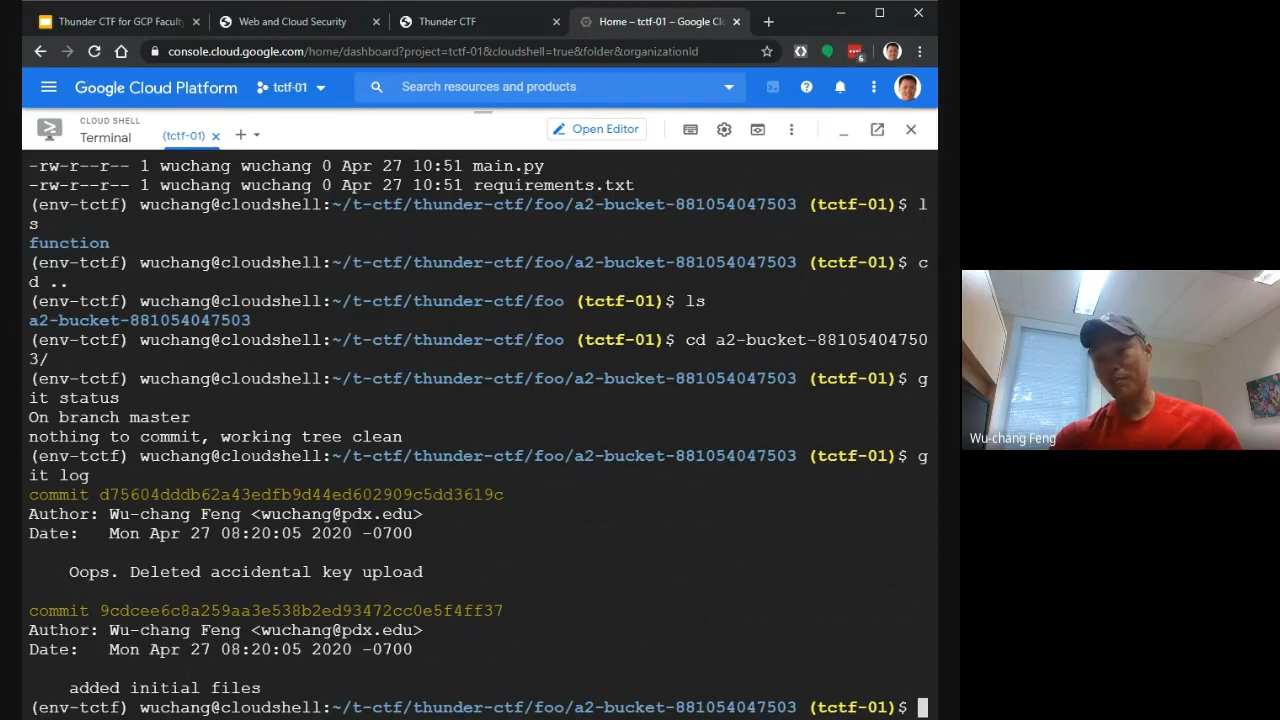 Thunder CTF for GCP Faculty
Web and Cloud Security
Thunder CTF
Home – tctf-01 – Google Clo
console.cloud.google.com/home/dashboard?project=tctf-01&cloudshell=true&folder&organizationId
6
Google Cloud Platform
tctf-01
Search resources and products
CLOUD SHELL
Terminal
(tctf-01)
Open Editor
-rw-r--r-- 1 wuchang wuchang 0 Apr 27 10:51 main.py
-rw-r--r-- 1 wuchang wuchang 0 Apr 27 10:51 requirements.txt
(env-tctf) wuchang@cloudshell:~/t-ctf/thunder-ctf/foo/a2-bucket-881054047503 (tctf-01)$ l
s
function
(env-tctf) wuchang@cloudshell:~/t-ctf/thunder-ctf/foo/a2-bucket-881054047503 (tctf-01)$ c
d ..
(env-tctf) wuchang@cloudshell:~/t-ctf/thunder-ctf/foo (tctf-01)$ ls
a2-bucket-881054047503
(env-tctf) wuchang@cloudshell:~/t-ctf/thunder-ctf/foo (tctf-01)$ cd a2-bucket-88105404750
3/
(env-tctf) wuchang@cloudshell:~/t-ctf/thunder-ctf/foo/a2-bucket-881054047503 (tctf-01)$ g
it status
On branch master
nothing to commit, working tree clean
(env-tctf) wuchang@cloudshell:~/t-ctf/thunder-ctf/foo/a2-bucket-881054047503 (tctf-01)$ g
it log
commit d75604dddb62a43edfb9d44ed602909c5dd3619c
Author: Wu-chang Feng <wuchang@pdx.edu>
Date:   Mon Apr 27 08:20:05 2020 -0700
Oops. Deleted accidental key upload
commit 9cdcee6c8a259aa3e538b2ed93472cc0e5f4ff37
Author: Wu-chang Feng <wuchang@pdx.edu>
Date:   Mon Apr 27 08:20:05 2020 -0700
added initial files
(env-tctf) wuchang@cloudshell:~/t-ctf/thunder-ctf/foo/a2-bucket-881054047503 (tctf-01)$
Wu-chang Feng